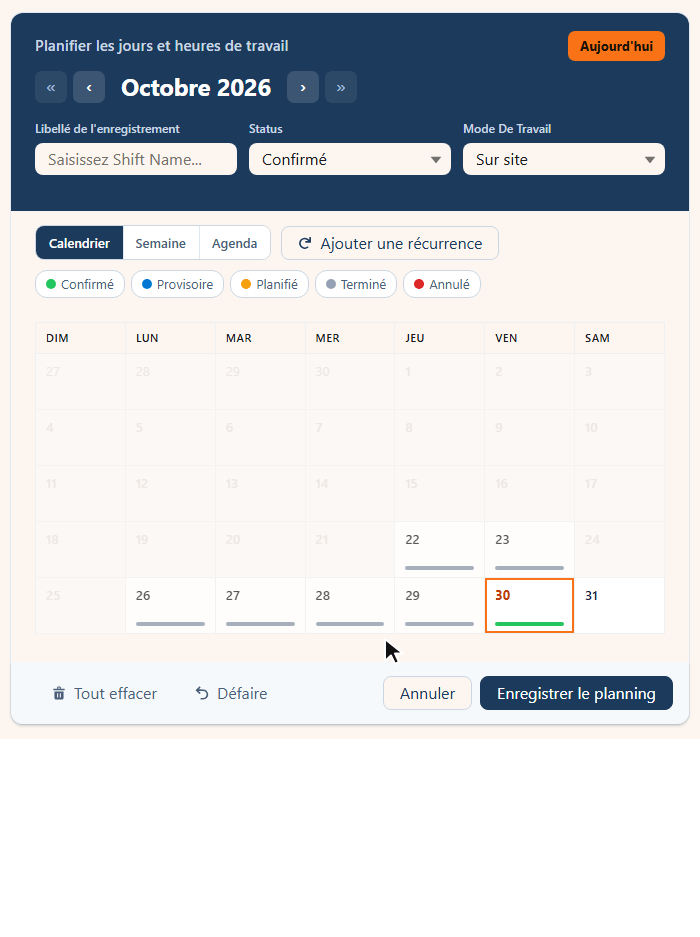 Planifier les jours et heures de travail
Aujourd'hui
« ‹ Octobre 2026 › »
Libellé de l'enregistrement Status Mode De Travail
Saisissez Shift Name... Confirmé Sur site
Calendrier Semaine Agenda Ajouter une récurrence
Confirmé Provisoire Planifié Terminé Annulé
DIM LUN MAR MER JEU VEN SAM
27 28 29 30 1 2 3
4 5 6 7 8 9 10
11 12 13 14 15 16 17
18 19 20 21 22 23 24
25 26 27 28 29 30 31
Tout effacer Défaire Annuler Enregistrer le planning